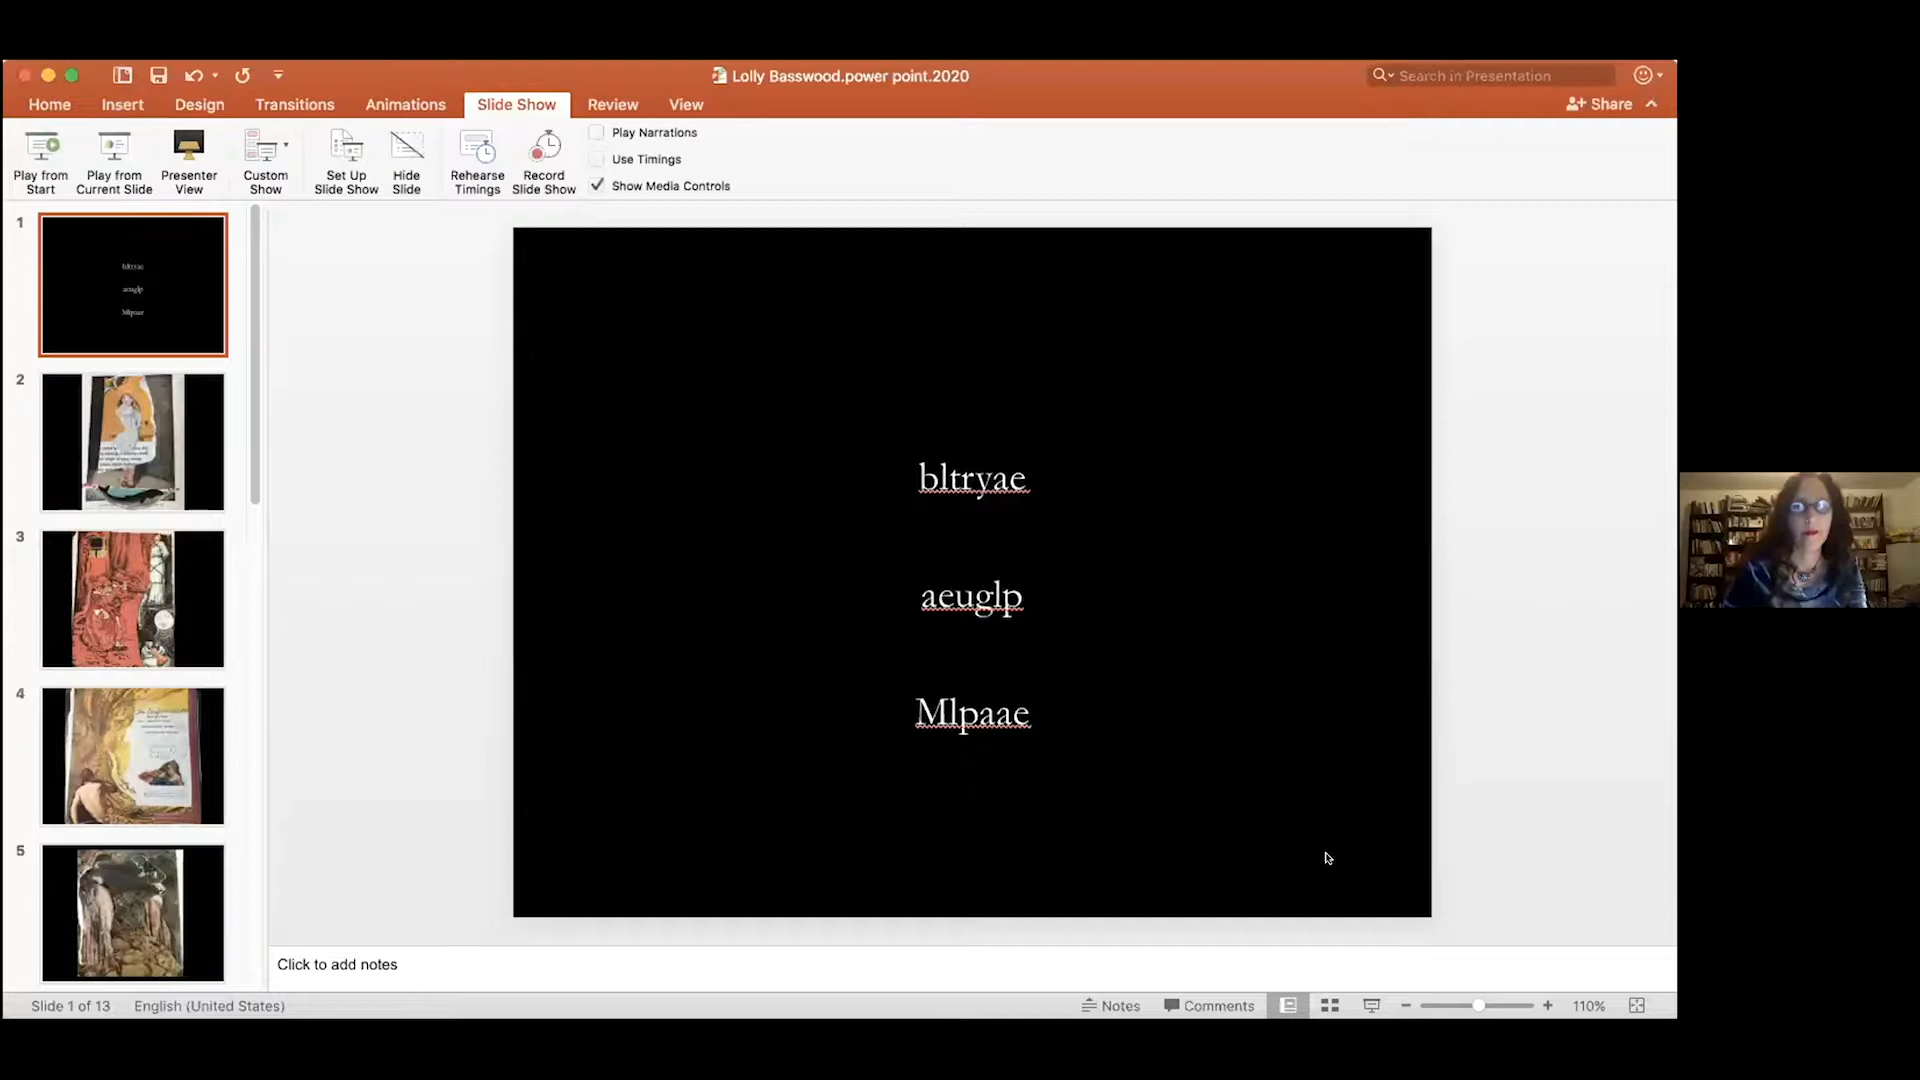 Lolly Basswood.power point.2020
Search in Presentation
Home Insert Design Transitions Animations Slide Show Review View
Share
Play from Start
Play from Current Slide
Presenter View
Custom Show
Set Up Slide Show
Hide Slide
Rehearse Timings
Record Slide Show
Play Narrations
Use Timings
Show Media Controls
1
bltryae
aeuglp
Mlpaae
2
3
4
5
bltryae
aeuglp
Mlpaae
Click to add notes
Slide 1 of 13 English (United States) Notes Comments 110%